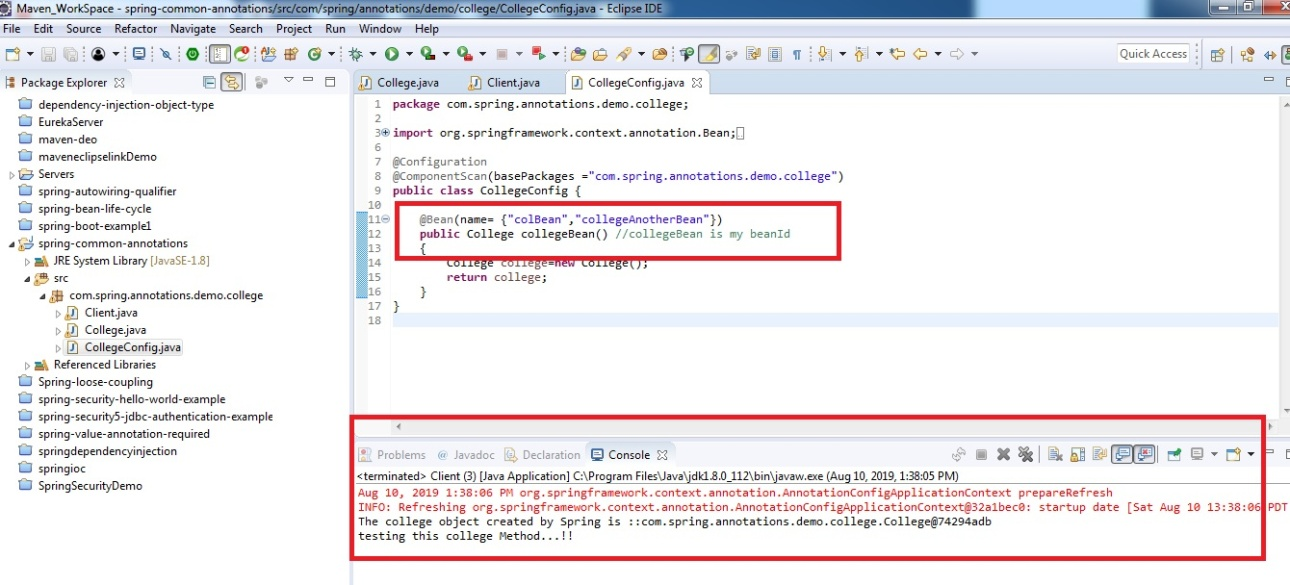 Maven_WorkSpace - spring-common-annotations/src/com/spring/annotations/demo/college/CollegeConfig.java - Eclipse IDE
File Edit Source Refactor Navigate Search Project Run Window Help
Quick Access
Package Explorer
dependency-injection-object-type
EurekaServer
maven-deo
maveneclipselinkDemo
Servers
spring-autowiring-qualifier
spring-bean-life-cycle
spring-boot-example1
spring-common-annotations
JRE System Library [JavaSE-1.8]
src
com.spring.annotations.demo.college
Client.java
College.java
CollegeConfig.java
Referenced Libraries
Spring-loose-coupling
spring-security-hello-world-example
spring-security5-jdbc-authentication-example
spring-value-annotation-required
springdependencyinjection
springioc
SpringSecurityDemo
College.java Client.java CollegeConfig.java
1 package com.spring.annotations.demo.college;
2
3 import org.springframework.context.annotation.Bean;
6
7 @Configuration
8 @ComponentScan(basePackages ="com.spring.annotations.demo.college")
9 public class CollegeConfig {
10
11 @Bean(name= {"colBean","collegeAnotherBean"})
12 public College collegeBean() //collegeBean is my beanId
13 {
14 College college=new College();
15 return college;
16 }
17 }
18
Problems @ Javadoc Declaration Console
<terminated> Client (3) [Java Application] C:\Program Files\Java\jdk1.8.0_112\bin\javaw.exe (Aug 10, 2019, 1:38:05 PM)
Aug 10, 2019 1:38:06 PM org.springframework.context.annotation.AnnotationConfigApplicationContext prepareRefresh
INFO: Refreshing org.springframework.context.annotation.AnnotationConfigApplicationContext@32a1bec0: startup date [Sat Aug 10 13:38:06 PDT
The college object created by Spring is ::com.spring.annotations.demo.college.College@74294adb
testing this college Method...!!